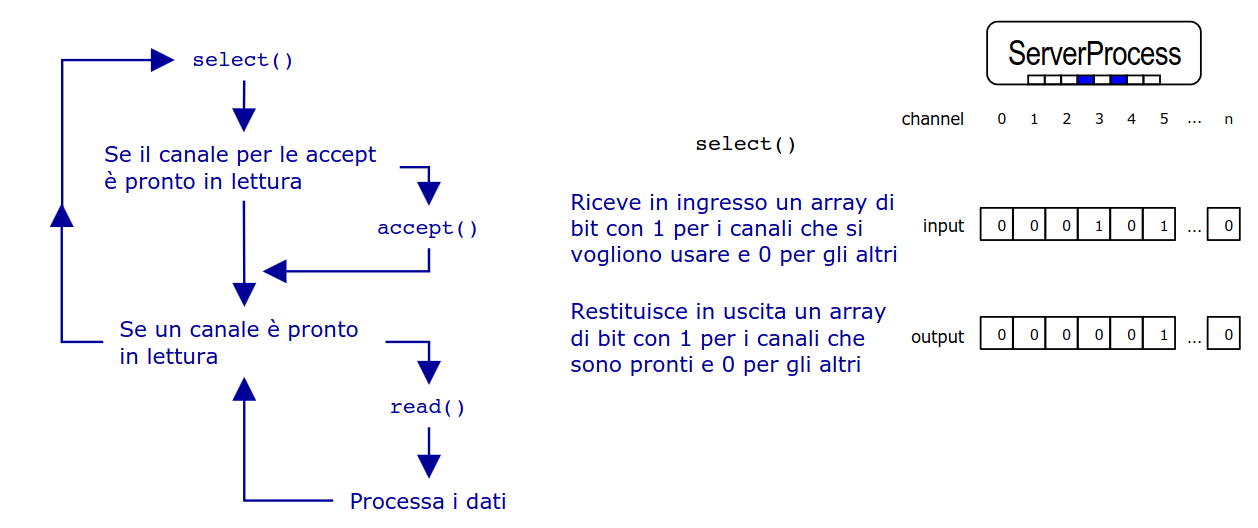 select()
Se il canale per le accept
è pronto in lettura
accept()
Se un canale è pronto
in lettura
read()
Processa i dati
select()
Riceve in ingresso un array di
bit con 1 per i canali che si
vogliono usare e 0 per gli altri
Restituisce in uscita un array
di bit con 1 per i canali che
sono pronti e 0 per gli altri
ServerProcess
channel 0 1 2 3 4 5 ... n
input 0 0 0 1 0 1 ... 0
output 0 0 0 0 0 1 ... 0